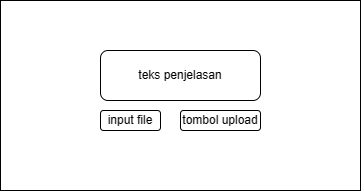 teks penjelasan
input file
tombol upload